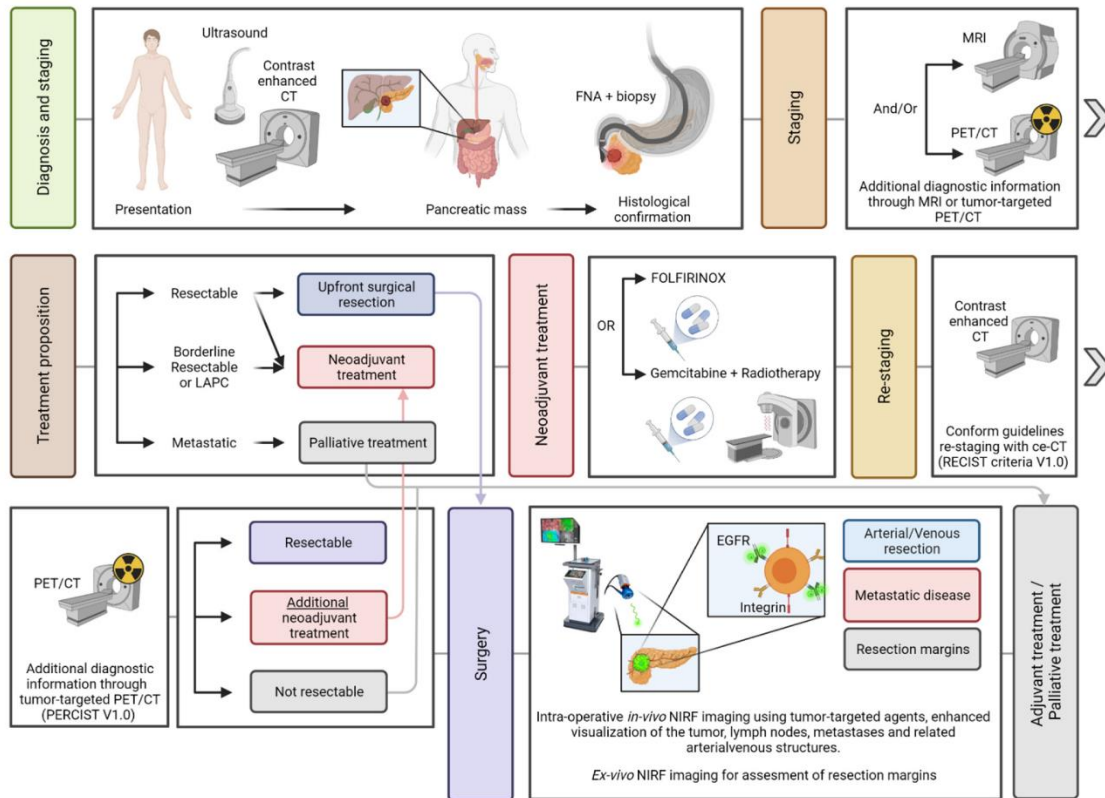 Diagnosis and staging
Ultrasound
Contrast
enhanced
CT
FNA + biopsy
Presentation
Pancreatic mass
Histological
confirmation
Staging
MRI
And/Or
PET/CT
Additional diagnostic information
through MRI or tumor-targeted
PET/CT
Treatment proposition
Resectable
Upfront surgical
resection
Borderline
Resectable
or LAPC
Neoadjuvant
treatment
Metastatic
Palliative treatment
Neoadjuvant treatment
FOLFIRINOX
OR
Gemcitabine + Radiotherapy
Re-staging
Contrast
enhanced
CT
Conform guidelines
re-staging with ce-CT
(RECIST criteria V1.0)
PET/CT
Additional diagnostic
information through
tumor-targeted PET/CT
(PERCIST V1.0)
Resectable
Additional
neoadjuvant
treatment
Not resectable
Surgery
EGFR
Integrin
Arterial/Venous
resection
Metastatic disease
Resection margins
Intra-operative in-vivo NIRF imaging using tumor-targeted agents, enhanced
visualization of the tumor, lymph nodes, metastases and related
arterialvenous structures.
Ex-vivo NIRF imaging for assesment of resection margins
Adjuvant treatment /
Palliative treatment